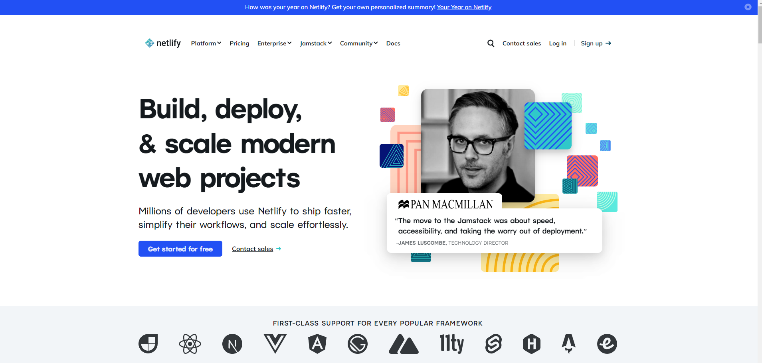 How was your year on Netlify? Get your own personalized summary! Your Year on Netlify
netlify
Platform
Pricing
Enterprise
Jamstack
Community
Docs
Contact sales
Log in
Sign up →
Build, deploy,
& scale modern
web projects
Millions of developers use Netlify to ship faster,
simplify their workflows, and scale effortlessly.
Get started for free
Contact sales →
PAN MACMILLAN
"The move to the Jamstack was about speed,
accessibility, and taking the worry out of deployment."
–JAMES LUSCOMBE, TECHNOLOGY DIRECTOR
FIRST-CLASS SUPPORT FOR EVERY POPULAR FRAMEWORK
11ty